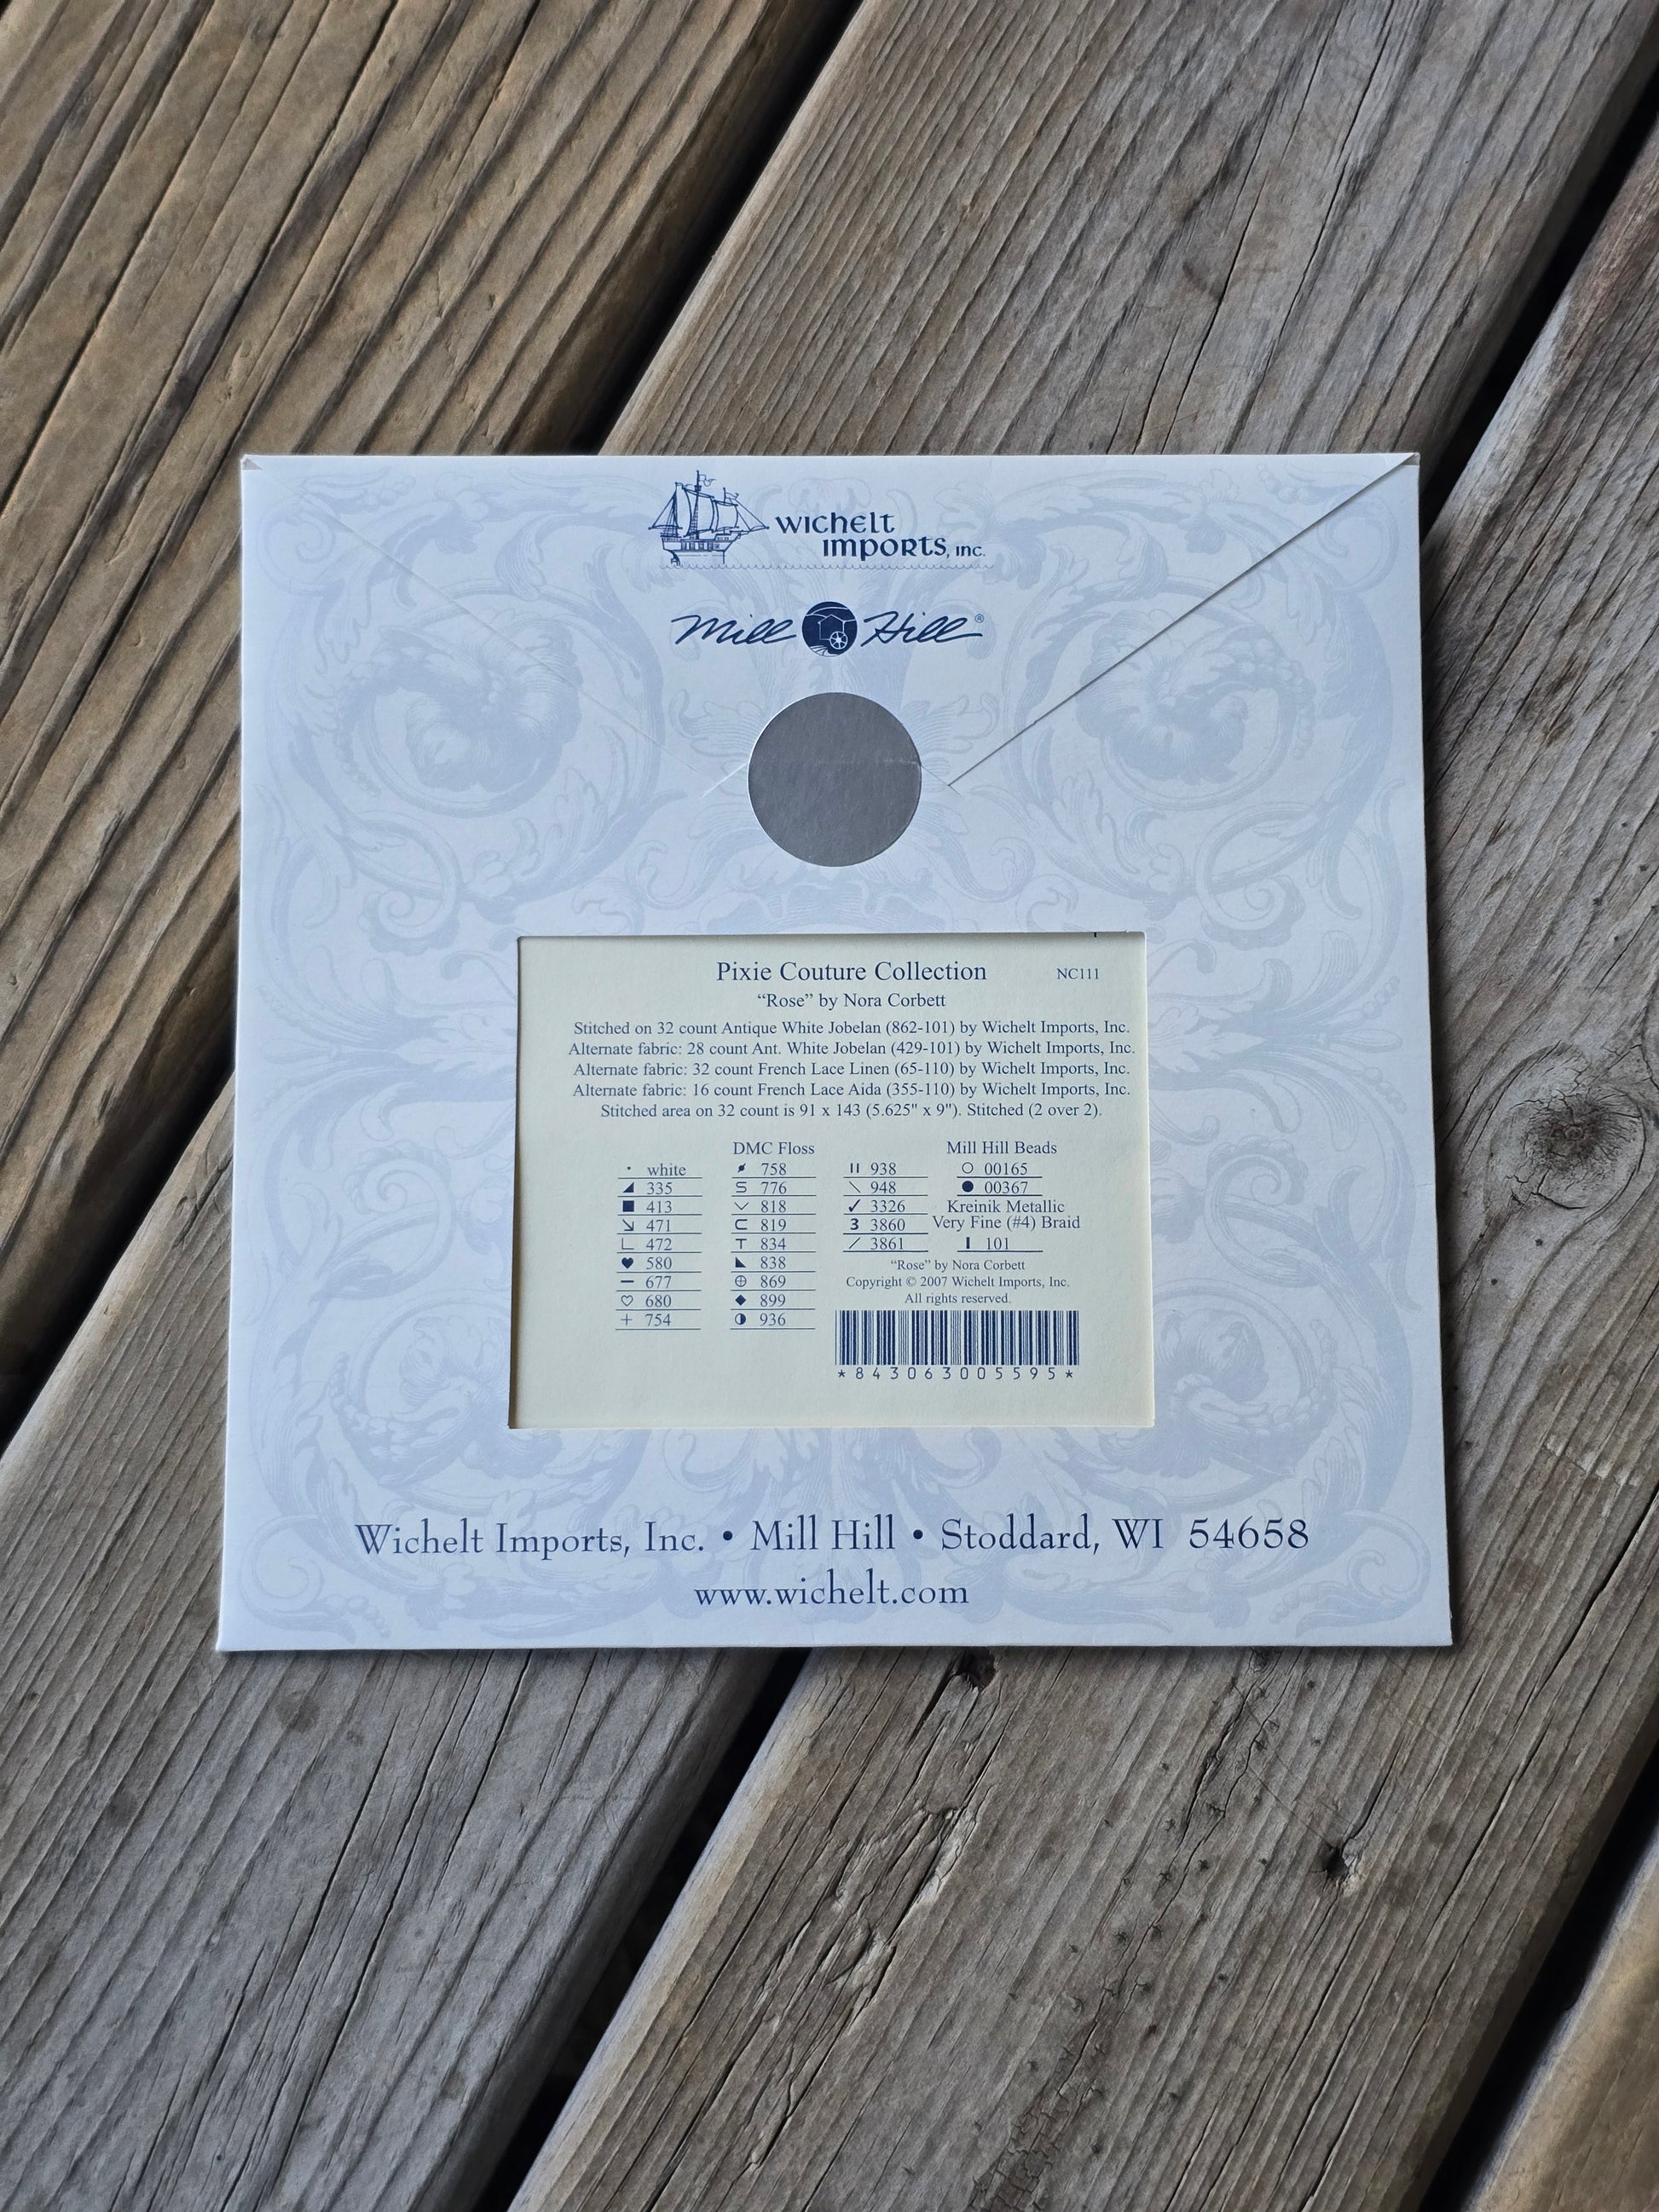 wichelt
imports, inc.
Mill Hill®
Pixie Couture Collection NC111
“Rose” by Nora Corbett
Stitched on 32 count Antique White Jobelan (862-101) by Wichelt Imports, Inc.
Alternate fabric: 28 count Ant. White Jobelan (429-101) by Wichelt Imports, Inc.
Alternate fabric: 32 count French Lace Linen (65-110) by Wichelt Imports, Inc.
Alternate fabric: 16 count French Lace Aida (355-110) by Wichelt Imports, Inc.
Stitched area on 32 count is 91 x 143 (5.625" x 9"). Stitched (2 over 2).
DMC Floss
white
335
413
471
472
580
677
680
754
758
776
818
819
834
838
869
899
936
938
948
3326
3860
3861
Mill Hill Beads
00165
00367
Kreinik Metallic
Very Fine (#4) Braid
101
“Rose” by Nora Corbett
Copyright © 2007 Wichelt Imports, Inc.
All rights reserved.
*843063005595*
Wichelt Imports, Inc. • Mill Hill • Stoddard, WI 54658
www.wichelt.com